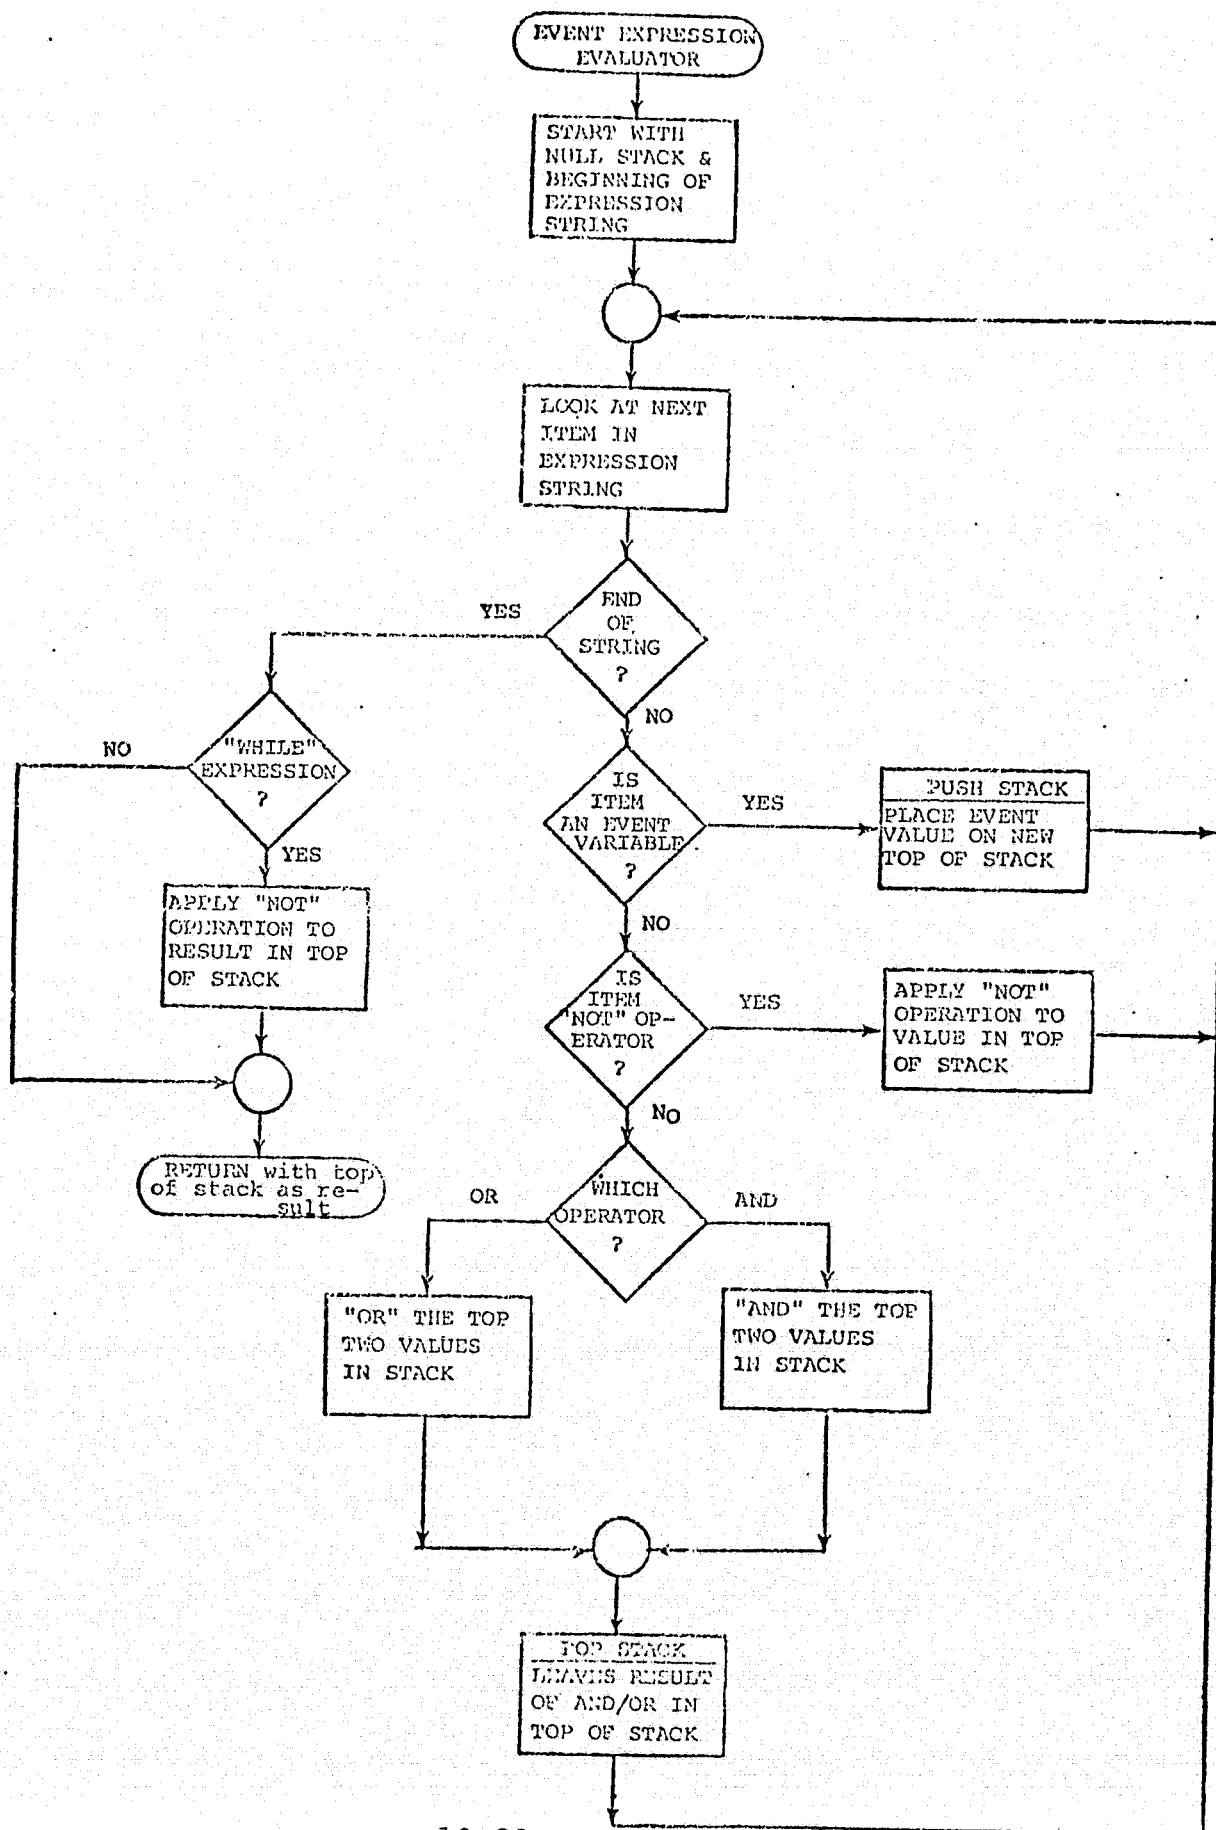 EVENT EXPRESSION
EVALUATOR
START WITH
NULL STACK &
BEGINNING OF
EXPRESSION
STRING
LOOK AT NEXT
ITEM IN
EXPRESSION
STRING
END
OF
STRING
?
YES
NO
"WHILE"
EXPRESSION
?
NO
YES
APPLY "NOT"
OPERATION TO
RESULT IN TOP
OF STACK
RETURN with top
of stack as re-
sult
IS
ITEM
AN EVENT
VARIABLE
?
YES
PUSH STACK
PLACE EVENT
VALUE ON NEW
TOP OF STACK
NO
IS
ITEM
"NOT" OP-
ERATOR
?
YES
APPLY "NOT"
OPERATION TO
VALUE IN TOP
OF STACK
NO
WHICH
OPERATOR
?
OR
AND
"OR" THE TOP
TWO VALUES
IN STACK
"AND" THE TOP
TWO VALUES
IN STACK
POP STACK
LEAVES RESULT
OF AND/OR IN
TOP OF STACK